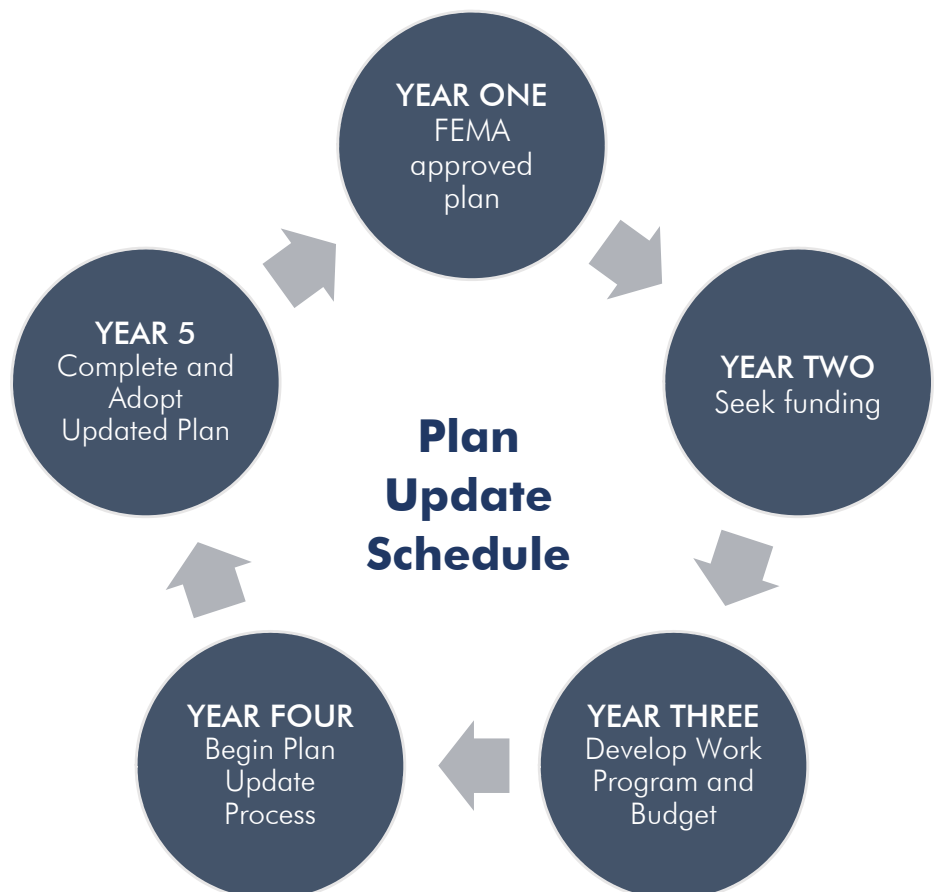 YEAR ONE
FEMA
approved
plan
YEAR TWO
Seek funding
YEAR THREE
Develop Work
Program and
Budget
YEAR FOUR
Begin Plan
Update
Process
YEAR 5
Complete and
Adopt
Updated Plan
Plan
Update
Schedule